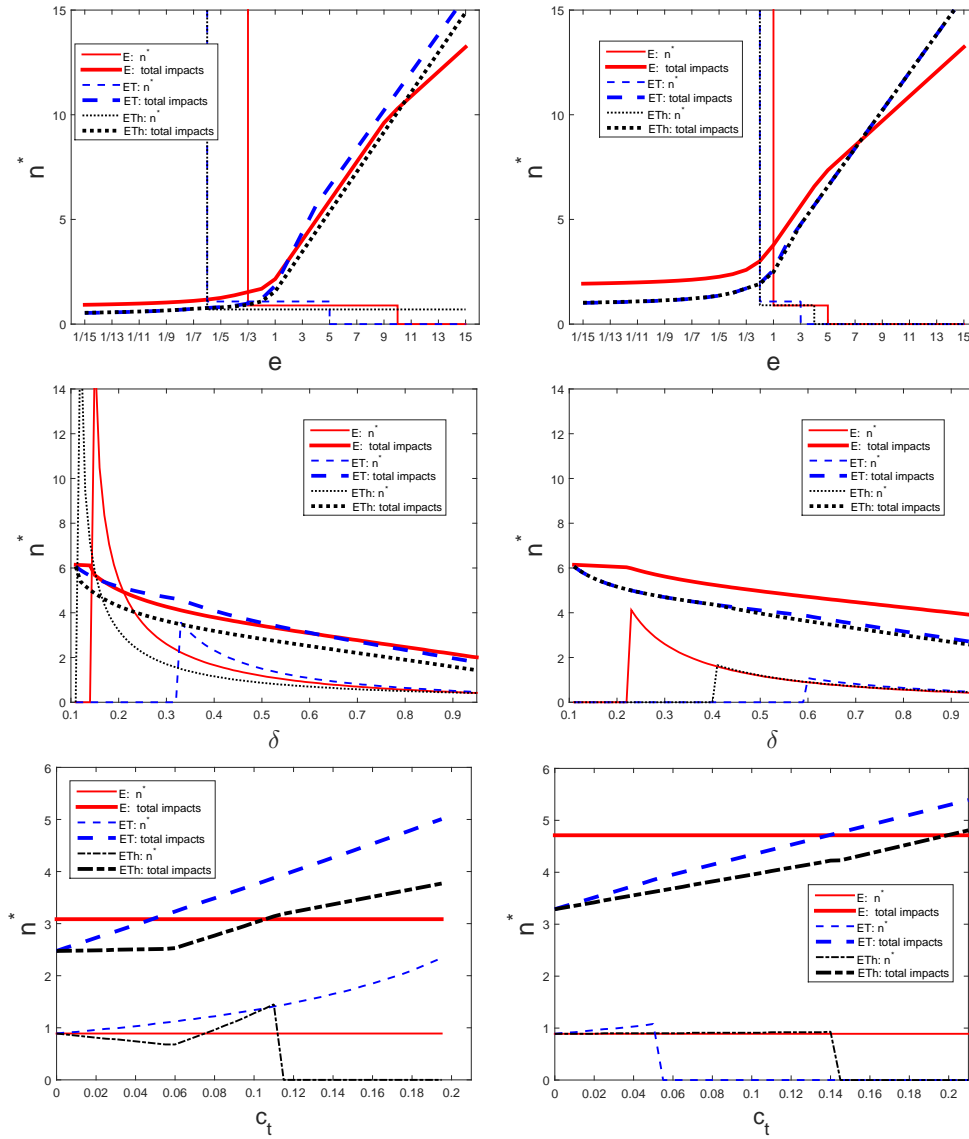 15
10
5
0
n*
E: n*
E: total impacts
ET: n*
ET: total impacts
ETh: n*
ETh: total impacts
1/15 1/13 1/11 1/9 1/7 1/5 1/3 1 3 5 7 9 11 13 15
e
15
10
5
0
n*
E: n*
E: total impacts
ET: n*
ET: total impacts
ETh: n*
ETh: total impacts
1/15 1/13 1/11 1/9 1/7 1/5 1/3 1 3 5 7 9 11 13 15
e
14
12
10
8
6
4
2
0
n*
E: n*
E: total impacts
ET: n*
ET: total impacts
ETh: n*
ETh: total impacts
0.1 0.2 0.3 0.4 0.5 0.6 0.7 0.8 0.9
δ
14
12
10
8
6
4
2
0
n*
E: n*
E: total impacts
ET: n*
ET: total impacts
ETh: n*
ETh: total impacts
0.1 0.2 0.3 0.4 0.5 0.6 0.7 0.8 0.9
δ
6
5
4
3
2
1
0
n*
E: n*
E: total impacts
ET: n*
ET: total impacts
ETh: n*
ETh: total impacts
0 0.02 0.04 0.06 0.08 0.10 0.12 0.14 0.16 0.18 0.2
c_t
6
5
4
3
2
1
0
n*
E: n*
E: total impacts
ET: n*
ET: total impacts
ETh: n*
ETh: total impacts
0 0.02 0.04 0.06 0.08 0.10 0.12 0.14 0.16 0.18 0.20
c_t